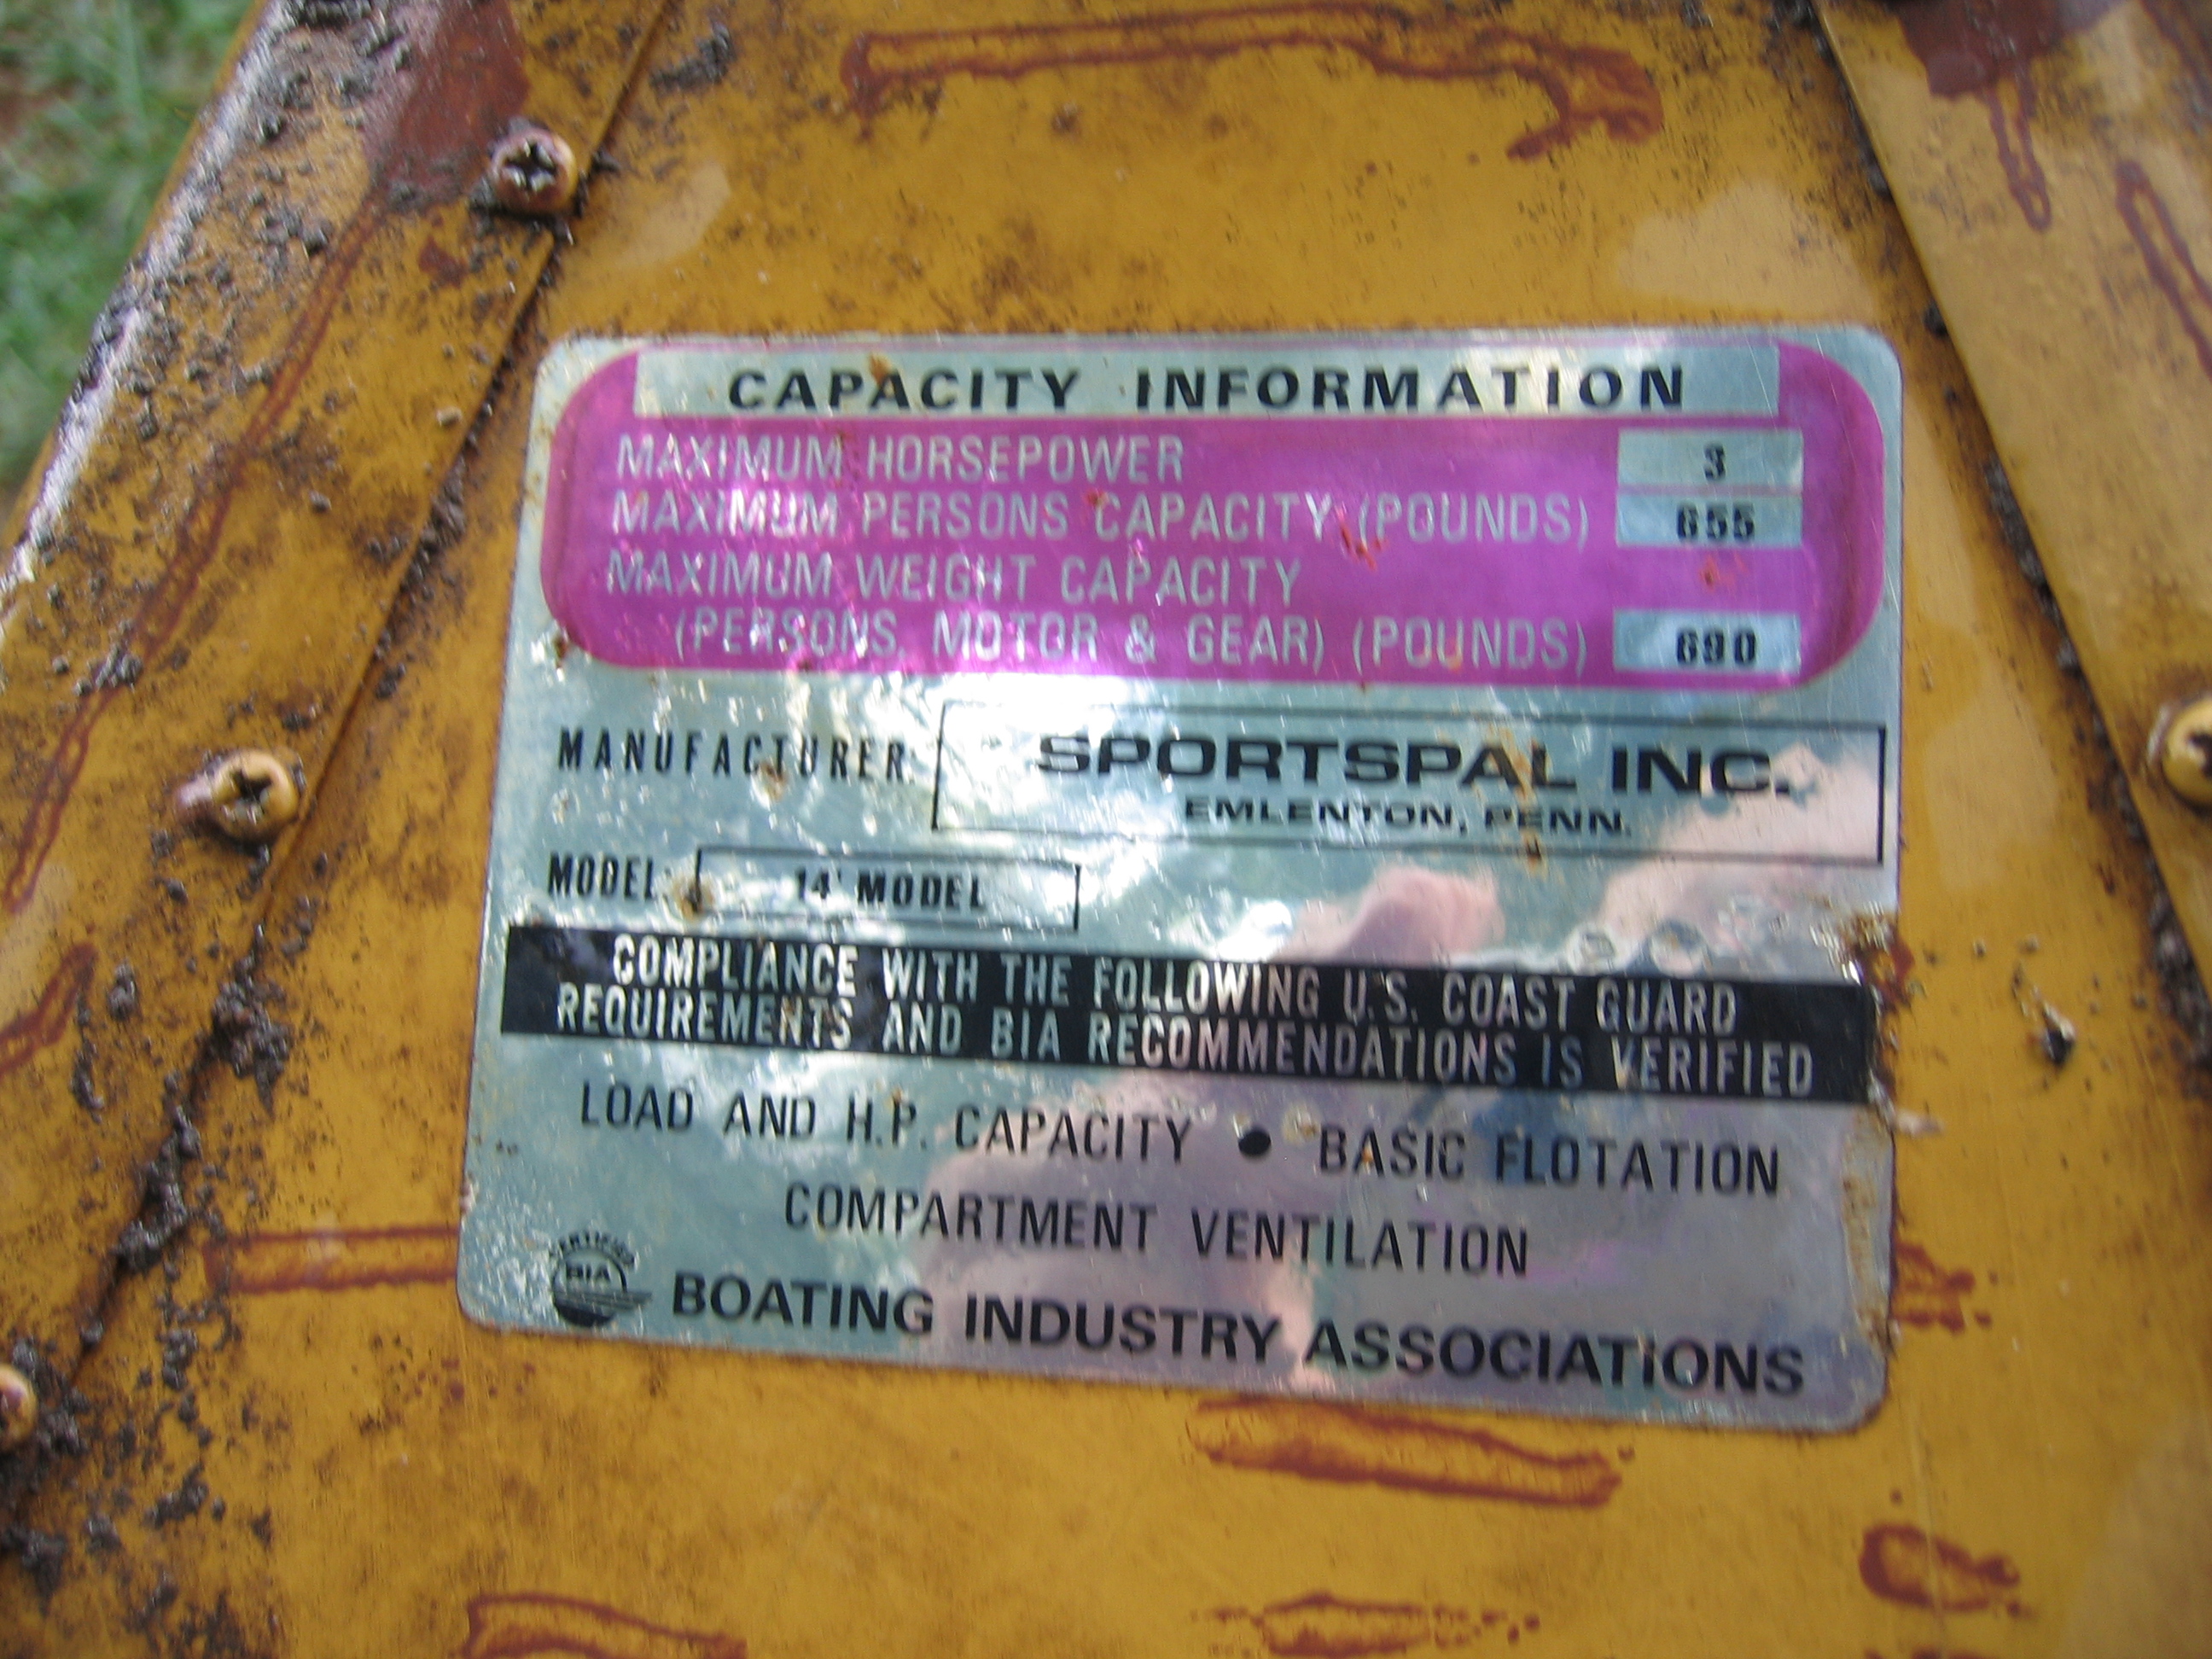 CAPACITY INFORMATION
MAXIMUM HORSEPOWER 3
MAXIMUM PERSONS CAPACITY (POUNDS) 655
MAXIMUM WEIGHT CAPACITY
(PERSONS, MOTOR & GEAR) (POUNDS) 690
MANUFACTURER: SPORTSPAL INC.
EMLENTON, PENN.
MODEL: 14' MODEL
COMPLIANCE WITH THE FOLLOWING U.S. COAST GUARD
REQUIREMENTS AND BIA RECOMMENDATIONS IS VERIFIED
LOAD AND H.P. CAPACITY • BASIC FLOTATION
COMPARTMENT VENTILATION
CERTIFIED
BIA
BOATING INDUSTRY ASSOCIATIONS